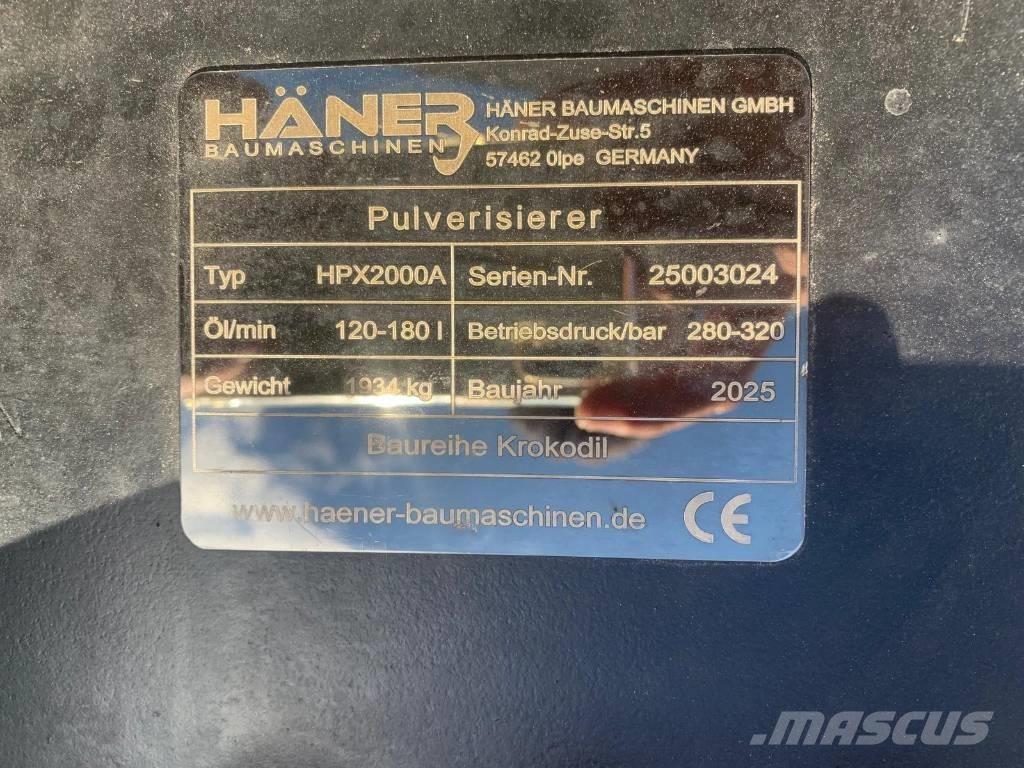 HÄNER
BAUMASCHINEN
HÄNER BAUMASCHINEN GMBH
Konrad-Zuse-Str.5
57462 Olpe GERMANY
Pulverisierer
Typ HPX2000A Serien-Nr. 25003024
Öl/min 120-180 l Betriebsdruck/bar 280-320
Gewicht 1934 kg Baujahr 2025
Baureihe Krokodil
www.haener-baumaschinen.de CE
MASCUS